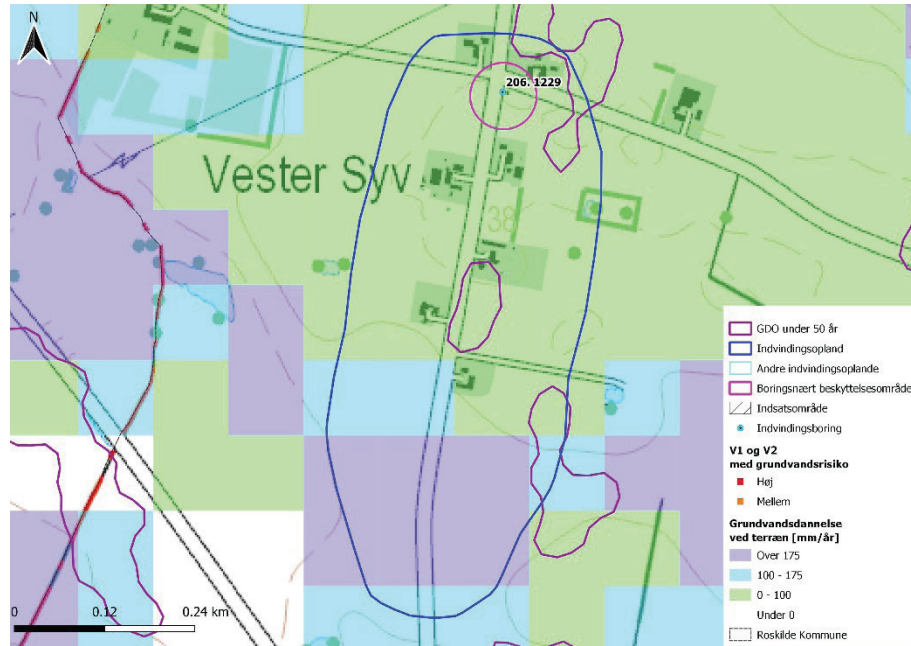 N
206. 1229
Vester Syv
38
GDO under 50 år
Indvindingsopland
Andre indvindingsoplande
Boringsnært beskyttelsesområde
Indsatsområde
Indvindingsboring
V1 og V2
med grundvandsrisiko
Høj
Mellem
Grundvandsdannelse
ved terræn [mm/år]
Over 175
100 - 175
0 - 100
Under 0
Roskilde Kommune
0 0.12 0.24 km